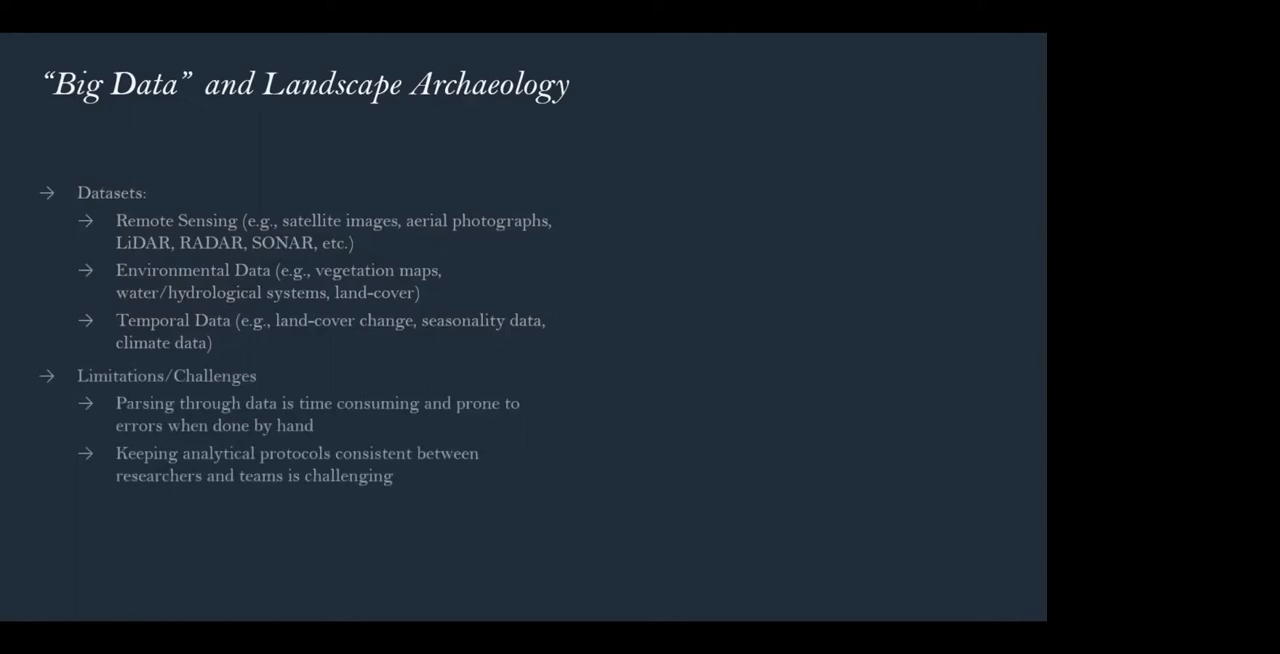 “Big Data” and Landscape Archaeology
→ Datasets:
→ Remote Sensing (e.g., satellite images, aerial photographs,
LiDAR, RADAR, SONAR, etc.)
→ Environmental Data (e.g., vegetation maps,
water/hydrological systems, land-cover)
→ Temporal Data (e.g., land-cover change, seasonality data,
climate data)
→ Limitations/Challenges
→ Parsing through data is time consuming and prone to
errors when done by hand
→ Keeping analytical protocols consistent between
researchers and teams is challenging